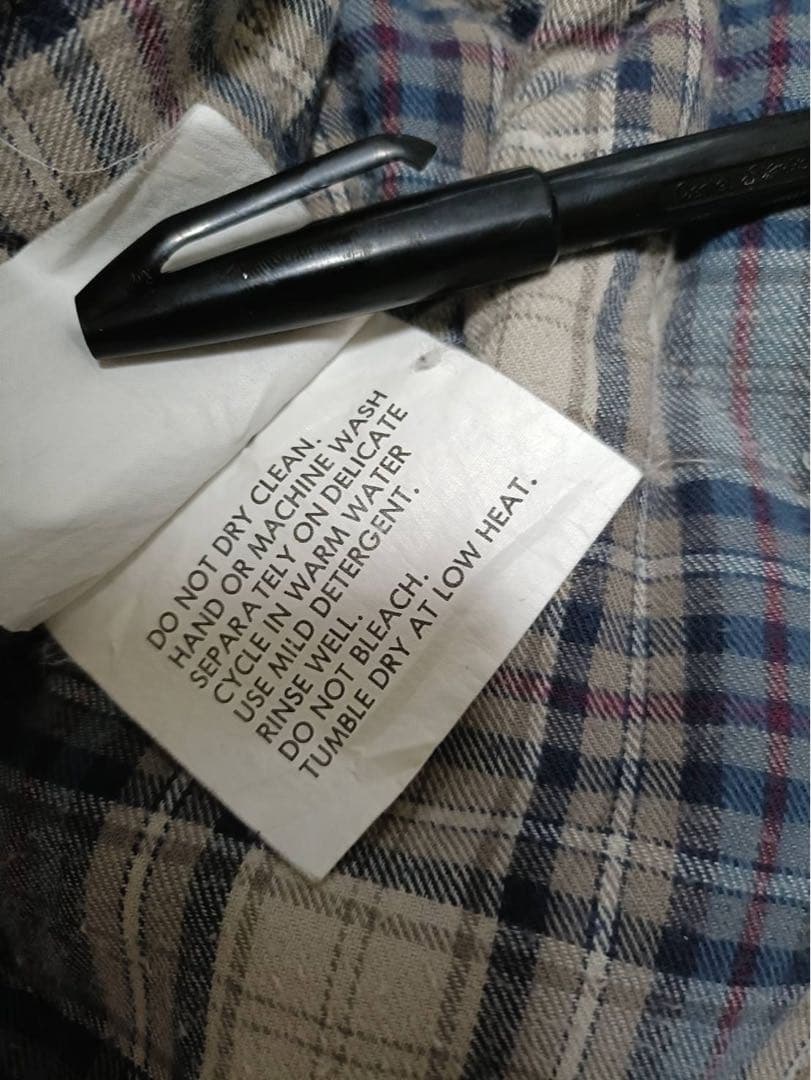 DO NOT DRY CLEAN.
HAND OR MACHINE WASH
SEPARATELY ON DELICATE
CYCLE IN WARM WATER
USE MILD DETERGENT.
RINSE WELL.
DO NOT BLEACH.
TUMBLE DRY AT LOW HEAT.